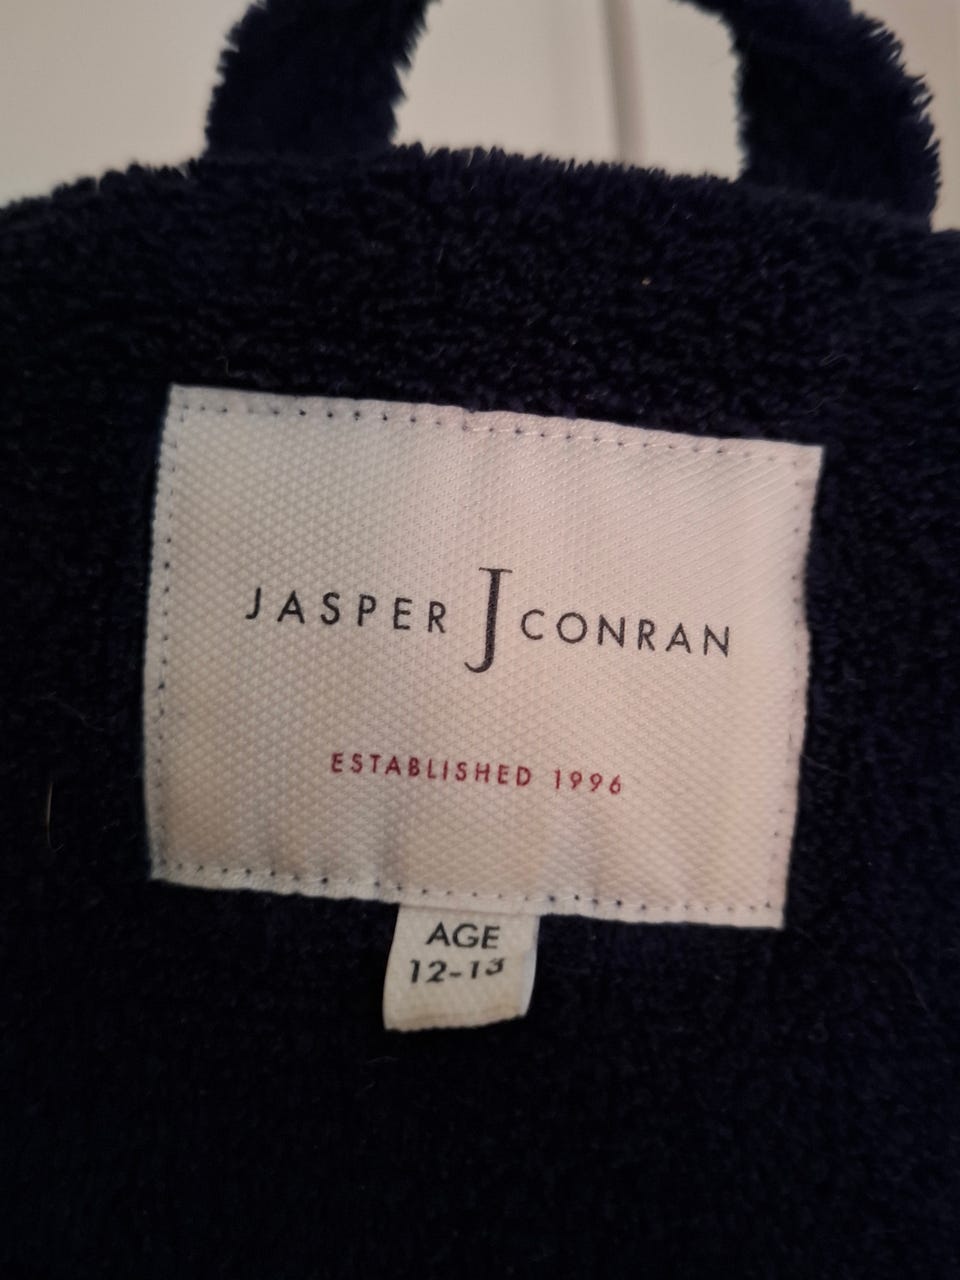 JASPER J CONRAN
ESTABLISHED 1996
AGE
12-13